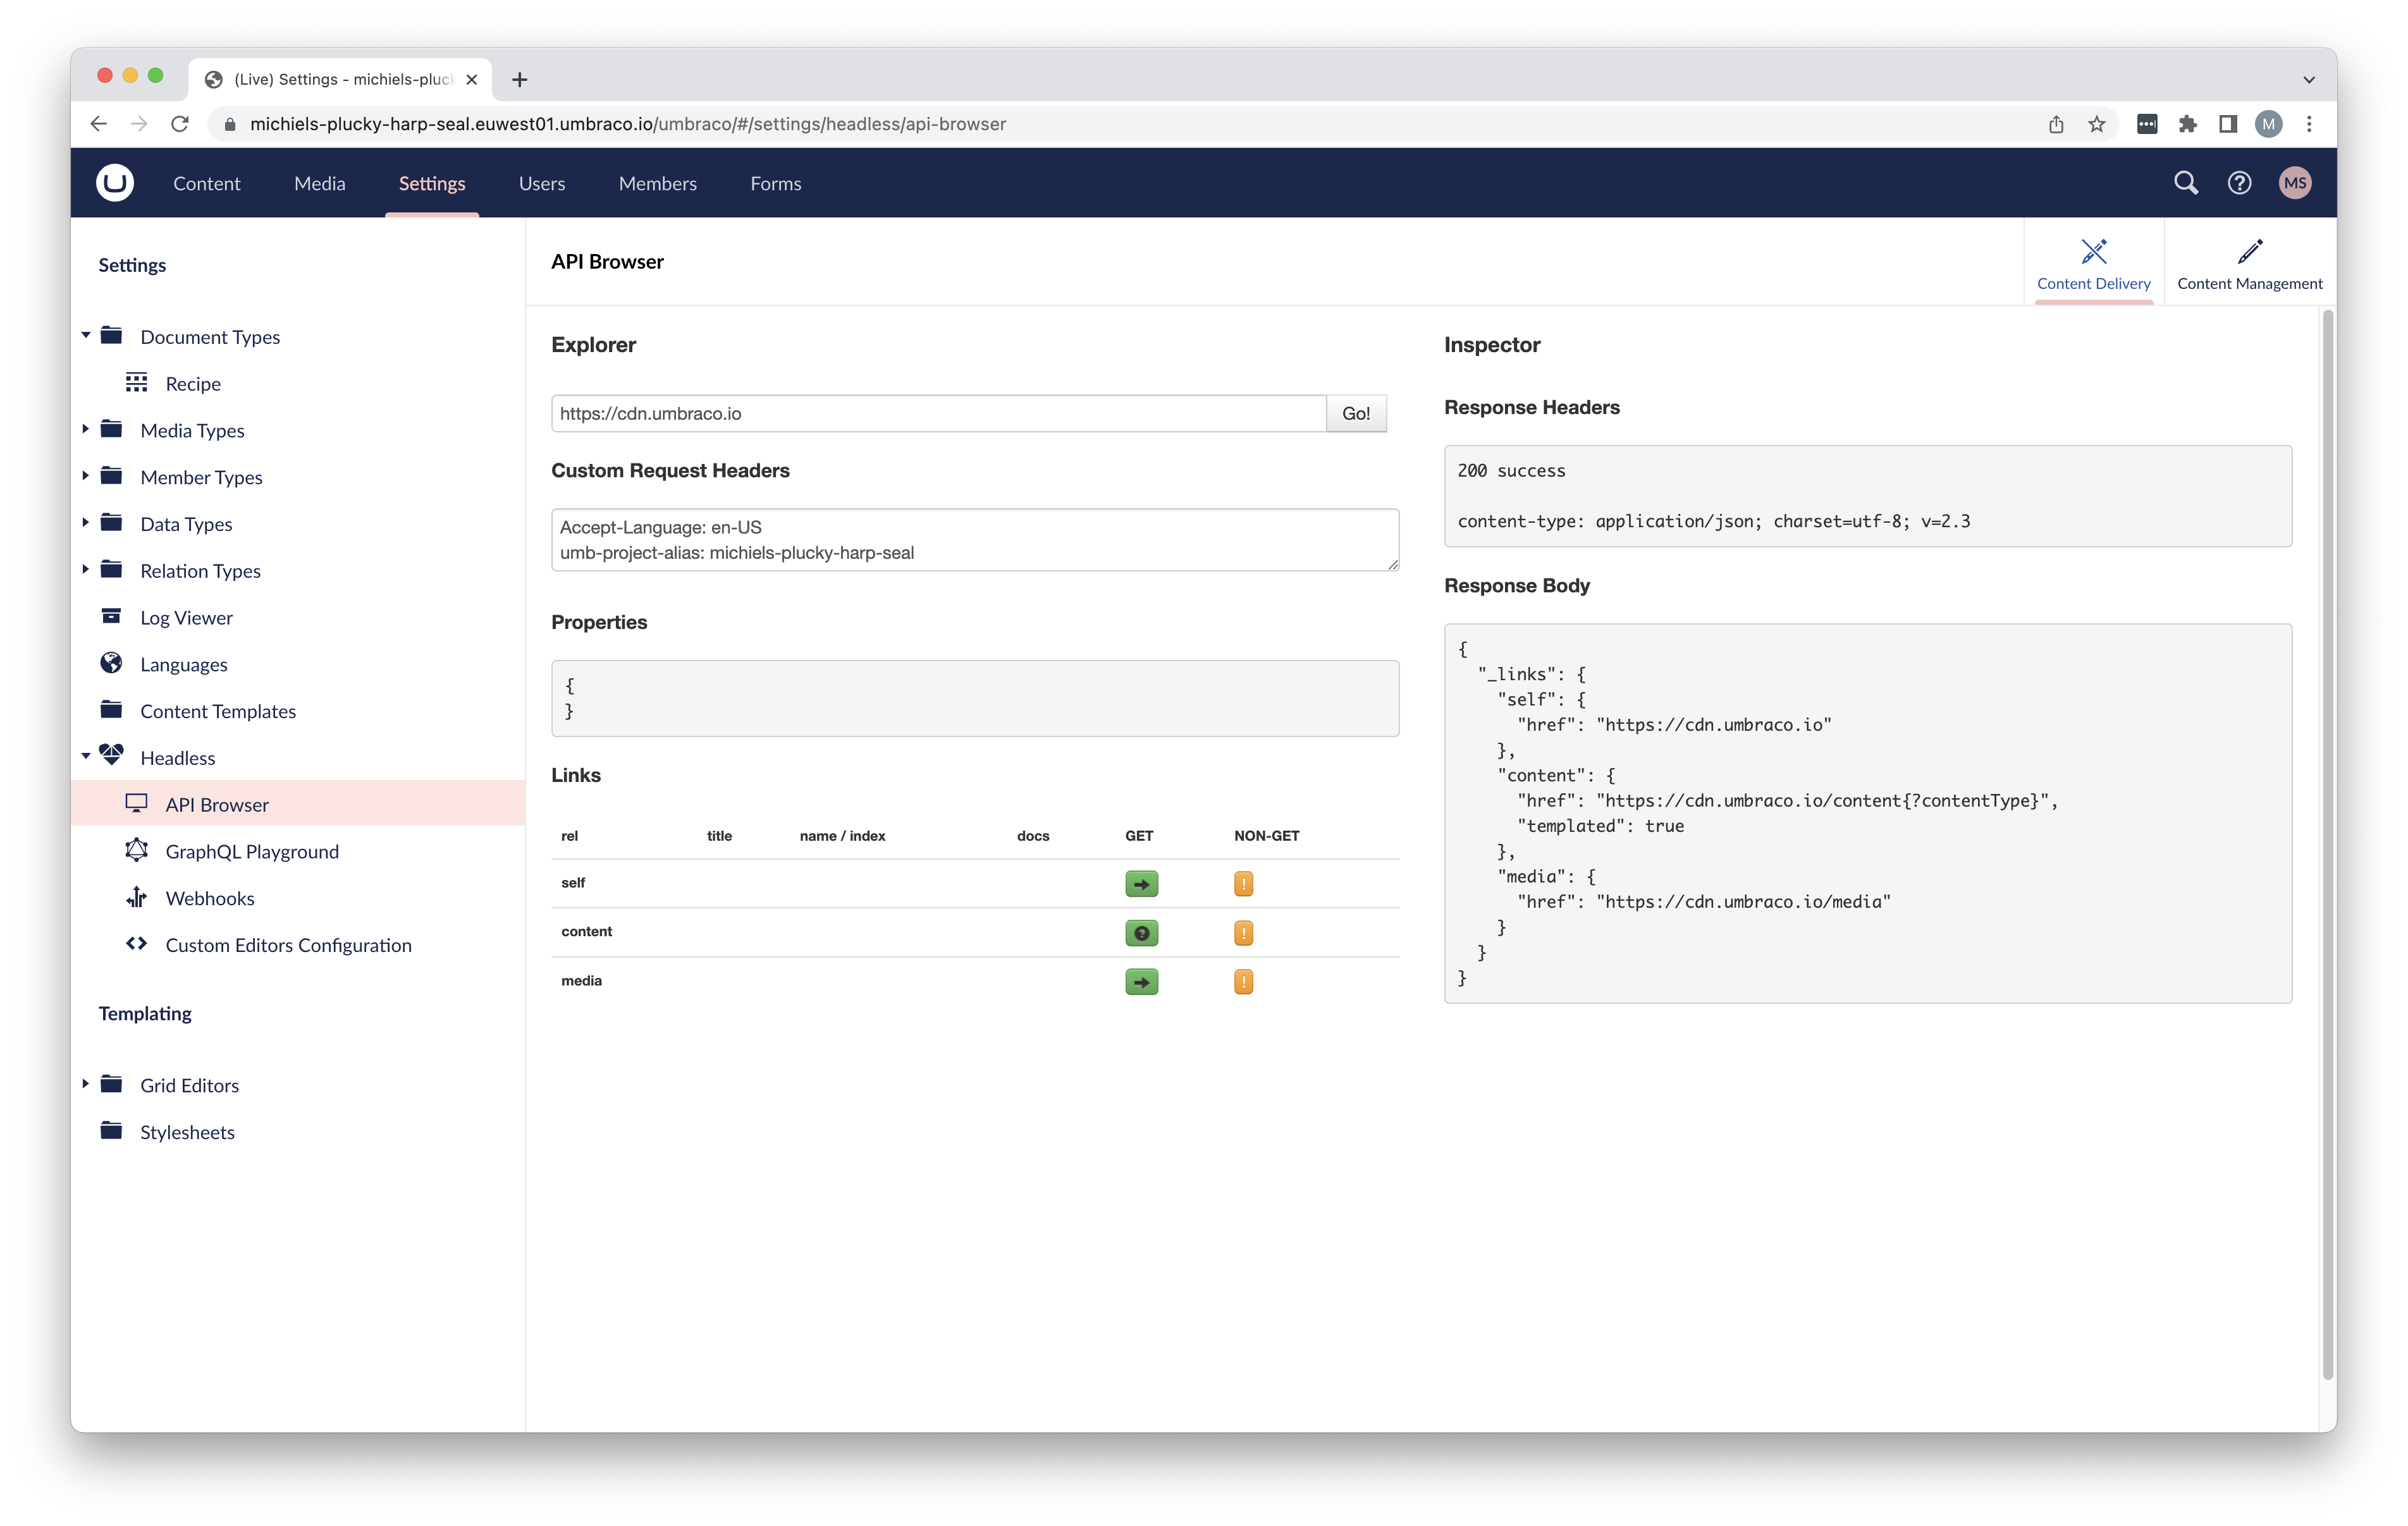 (Live) Settings - michiels-pluck
michiels-plucky-harp-seal.euwest01.umbraco.io/umbraco/#/settings/headless/api-browser
M
Content
Media
Settings
Users
Members
Forms
MS
Settings
Document Types
Recipe
Media Types
Member Types
Data Types
Relation Types
Log Viewer
Languages
Content Templates
Headless
API Browser
GraphQL Playground
Webhooks
Custom Editors Configuration
Templating
Grid Editors
Stylesheets
API Browser
Content Delivery
Content Management
Explorer
https://cdn.umbraco.io
Go!
Custom Request Headers
Accept-Language: en-US
umb-project-alias: michiels-plucky-harp-seal
Properties
{
}
Links
rel title name / index docs GET NON-GET
self !
content ? !
media !
Inspector
Response Headers
200 success
content-type: application/json; charset=utf-8; v=2.3
Response Body
{
"_links": {
"self": {
"href": "https://cdn.umbraco.io"
},
"content": {
"href": "https://cdn.umbraco.io/content{?contentType}",
"templated": true
},
"media": {
"href": "https://cdn.umbraco.io/media"
}
}
}